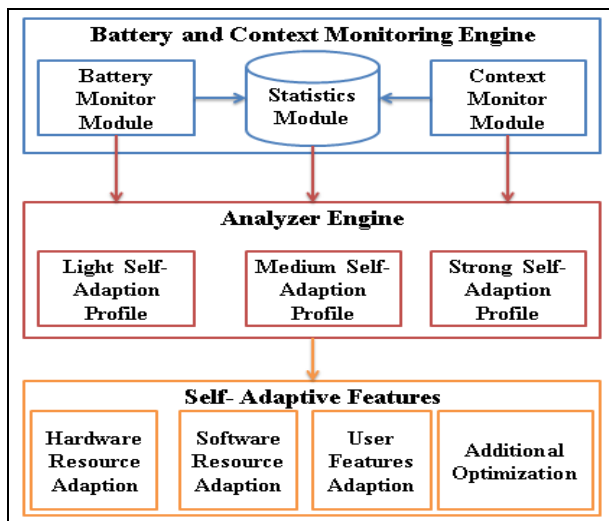 Battery and Context Monitoring Engine
Battery
Monitor
Module
Statistics
Module
Context
Monitor
Module
Analyzer Engine
Light Self-
Adaption
Profile
Medium Self-
Adaption
Profile
Strong Self-
Adaption
Profile
Self- Adaptive Features
Hardware
Resource
Adaption
Software
Resource
Adaption
User
Features
Adaption
Additional
Optimization